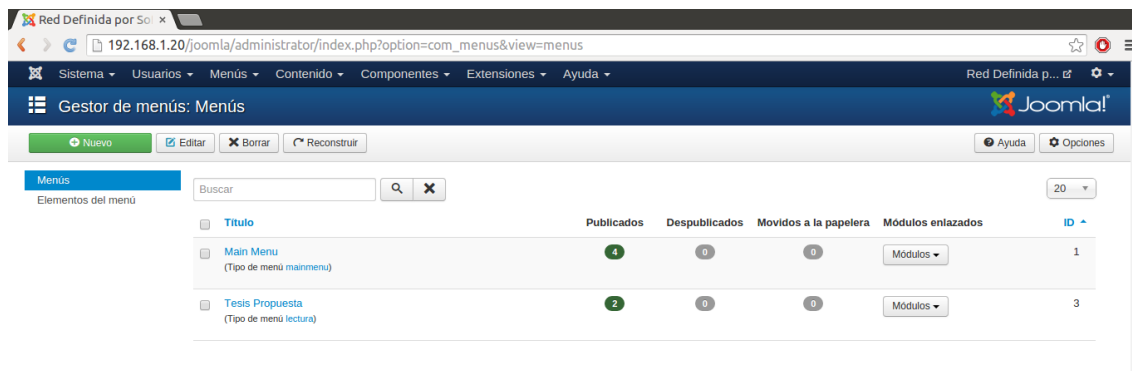 Red Definida por So
192.168.1.20/joomla/administrator/index.php?option=com_menus&view=menus
Sistema Usuarios Menús Contenido Componentes Extensiones Ayuda Red Definida p...
Gestor de menús: Menús Joomla!
Nuevo Editar Borrar Reconstruir Ayuda Opciones
Menús
Elementos del menú
Buscar 20
Título Publicados Despublicados Movidos a la papelera Módulos enlazados ID
Main Menu 4 0 0 Módulos 1
(Tipo de menú mainmenu)
Tesis Propuesta 2 0 0 Módulos 3
(Tipo de menú lectura)